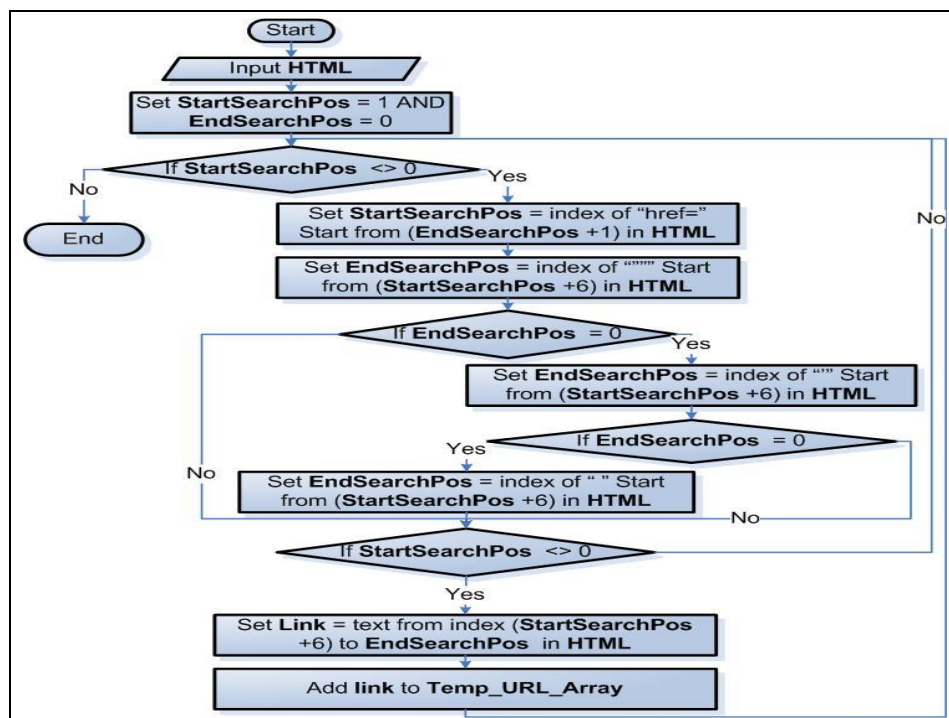 Start
Input HTML
Set StartSearchPos = 1 AND
EndSearchPos = 0
If StartSearchPos <> 0
No
Yes
End
Set StartSearchPos = index of “href=”
Start from (EndSearchPos +1) in HTML
No
Set EndSearchPos = index of “"”” Start
from (StartSearchPos +6) in HTML
If EndSearchPos = 0
Yes
Set EndSearchPos = index of “'” Start
from (StartSearchPos +6) in HTML
If EndSearchPos = 0
Yes
No
Set EndSearchPos = index of “ ” Start
from (StartSearchPos +6) in HTML
No
If StartSearchPos <> 0
Yes
Set Link = text from index (StartSearchPos
+6) to EndSearchPos in HTML
Add link to Temp_URL_Array